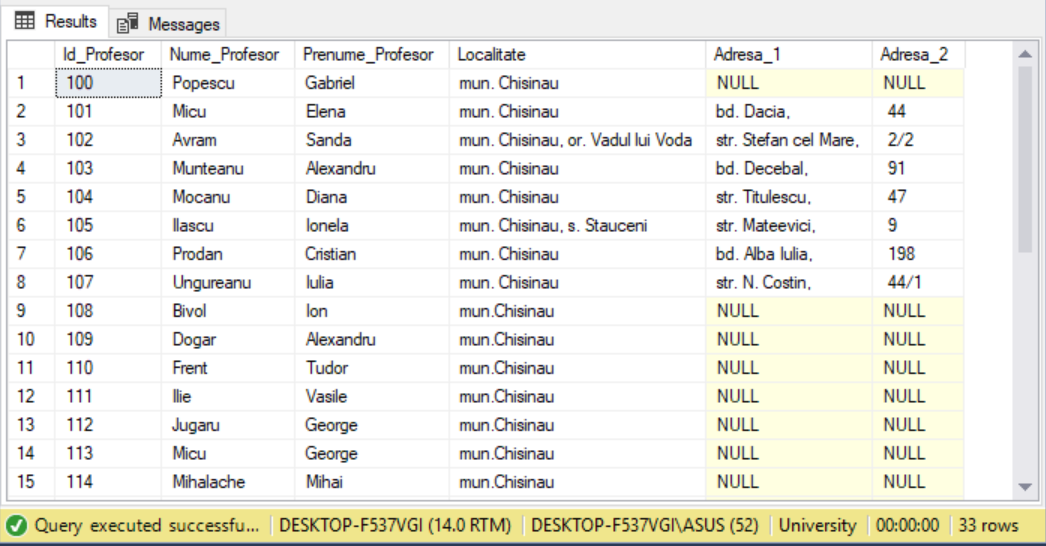 Results Messages
Id_Profesor Nume_Profesor Prenume_Profesor Localitate Adresa_1 Adresa_2
1 100 Popescu Gabriel mun. Chisinau NULL NULL
2 101 Micu Elena mun. Chisinau bd. Dacia, 44
3 102 Avram Sanda mun. Chisinau, or. Vadul lui Voda str. Stefan cel Mare, 2/2
4 103 Munteanu Alexandru mun. Chisinau bd. Decebal, 91
5 104 Mocanu Diana mun. Chisinau str. Titulescu, 47
6 105 Ilascu Ionela mun. Chisinau, s. Stauceni str. Mateevici, 9
7 106 Prodan Cristian mun. Chisinau bd. Alba Iulia, 198
8 107 Ungureanu Iulia mun. Chisinau str. N. Costin, 44/1
9 108 Bivol Ion mun.Chisinau NULL NULL
10 109 Dogar Alexandru mun.Chisinau NULL NULL
11 110 Frent Tudor mun.Chisinau NULL NULL
12 111 Ilie Vasile mun.Chisinau NULL NULL
13 112 Jugaru George mun.Chisinau NULL NULL
14 113 Micu George mun.Chisinau NULL NULL
15 114 Mihalache Mihai mun.Chisinau NULL NULL
Query executed successfu... DESKTOP-F537VGI (14.0 RTM) DESKTOP-F537VGI\ASUS (52) University 00:00:00 33 rows